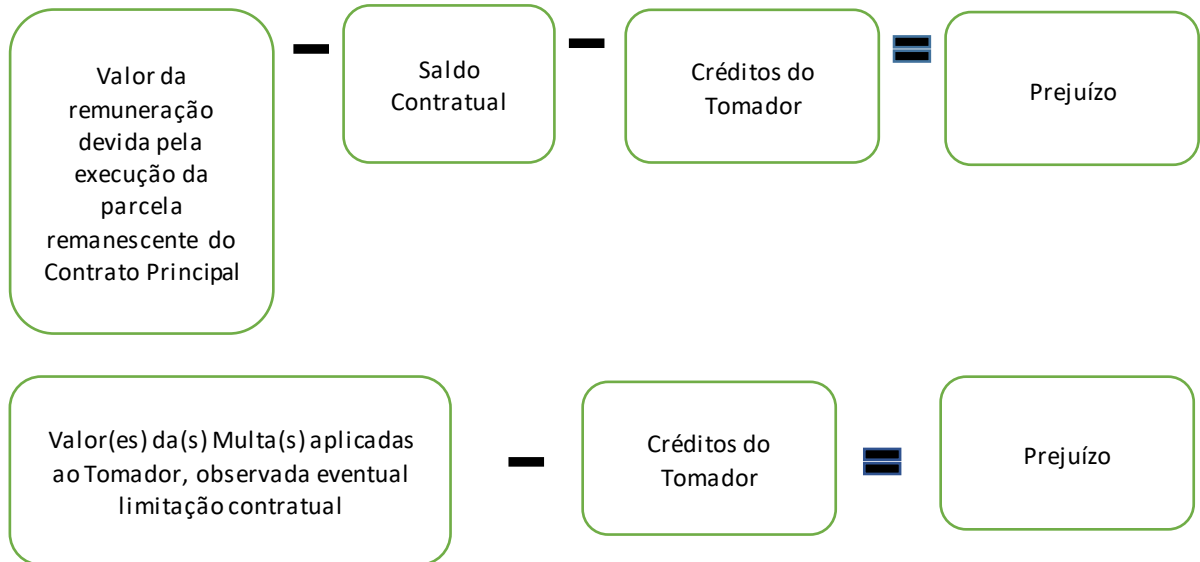 Valor da
remuneração
devida pela
execução da
parcela
remanescente do
Contrato Principal
Saldo
Contratual
Créditos do
Tomador
Prejuízo
Valor(es) da(s) Multa(s) aplicadas
ao Tomador, observada eventual
limitação contratual
Créditos do
Tomador
Prejuízo